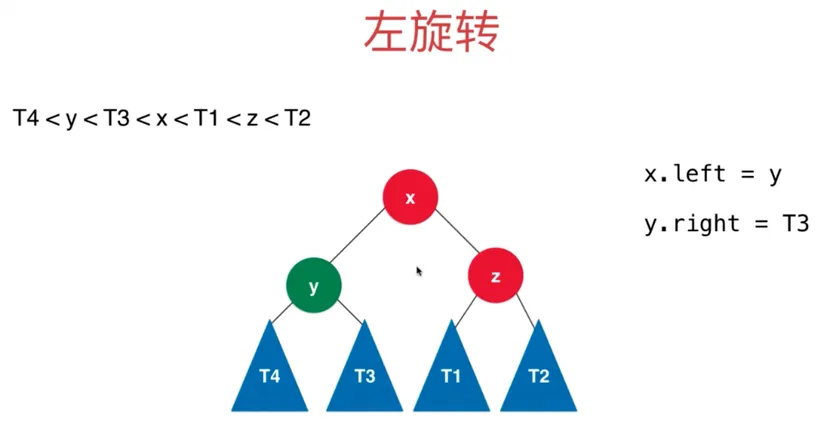 左旋转
T4 < y < T3 < x < T1 < z < T2
x.left = y
y.right = T3
x
y
z
T4
T3
T1
T2